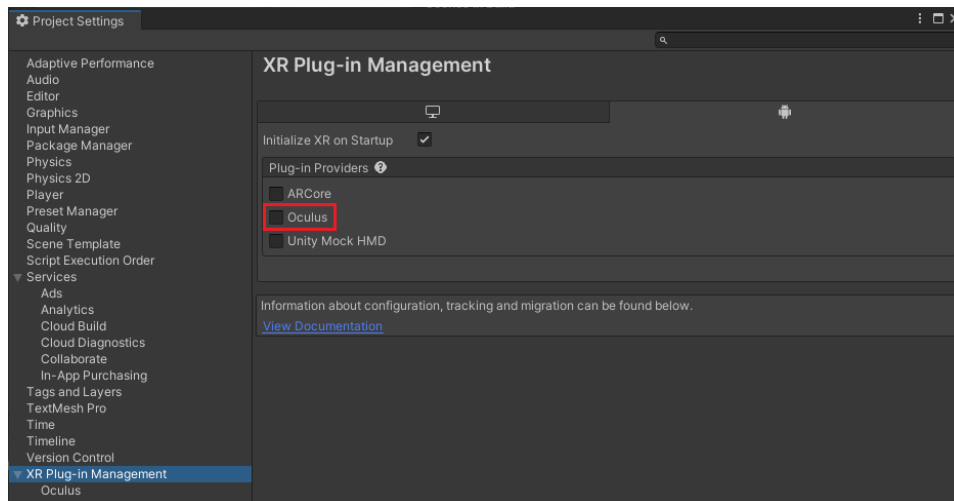 Project Settings
Adaptive Performance
Audio
Editor
Graphics
Input Manager
Package Manager
Physics
Physics 2D
Player
Preset Manager
Quality
Scene Template
Script Execution Order
Services
Ads
Analytics
Cloud Build
Cloud Diagnostics
Collaborate
In-App Purchasing
Tags and Layers
TextMesh Pro
Time
Timeline
Version Control
XR Plug-in Management
Oculus
XR Plug-in Management
Initialize XR on Startup
Plug-in Providers
ARCore
Oculus
Unity Mock HMD
Information about configuration, tracking and migration can be found below.
View Documentation